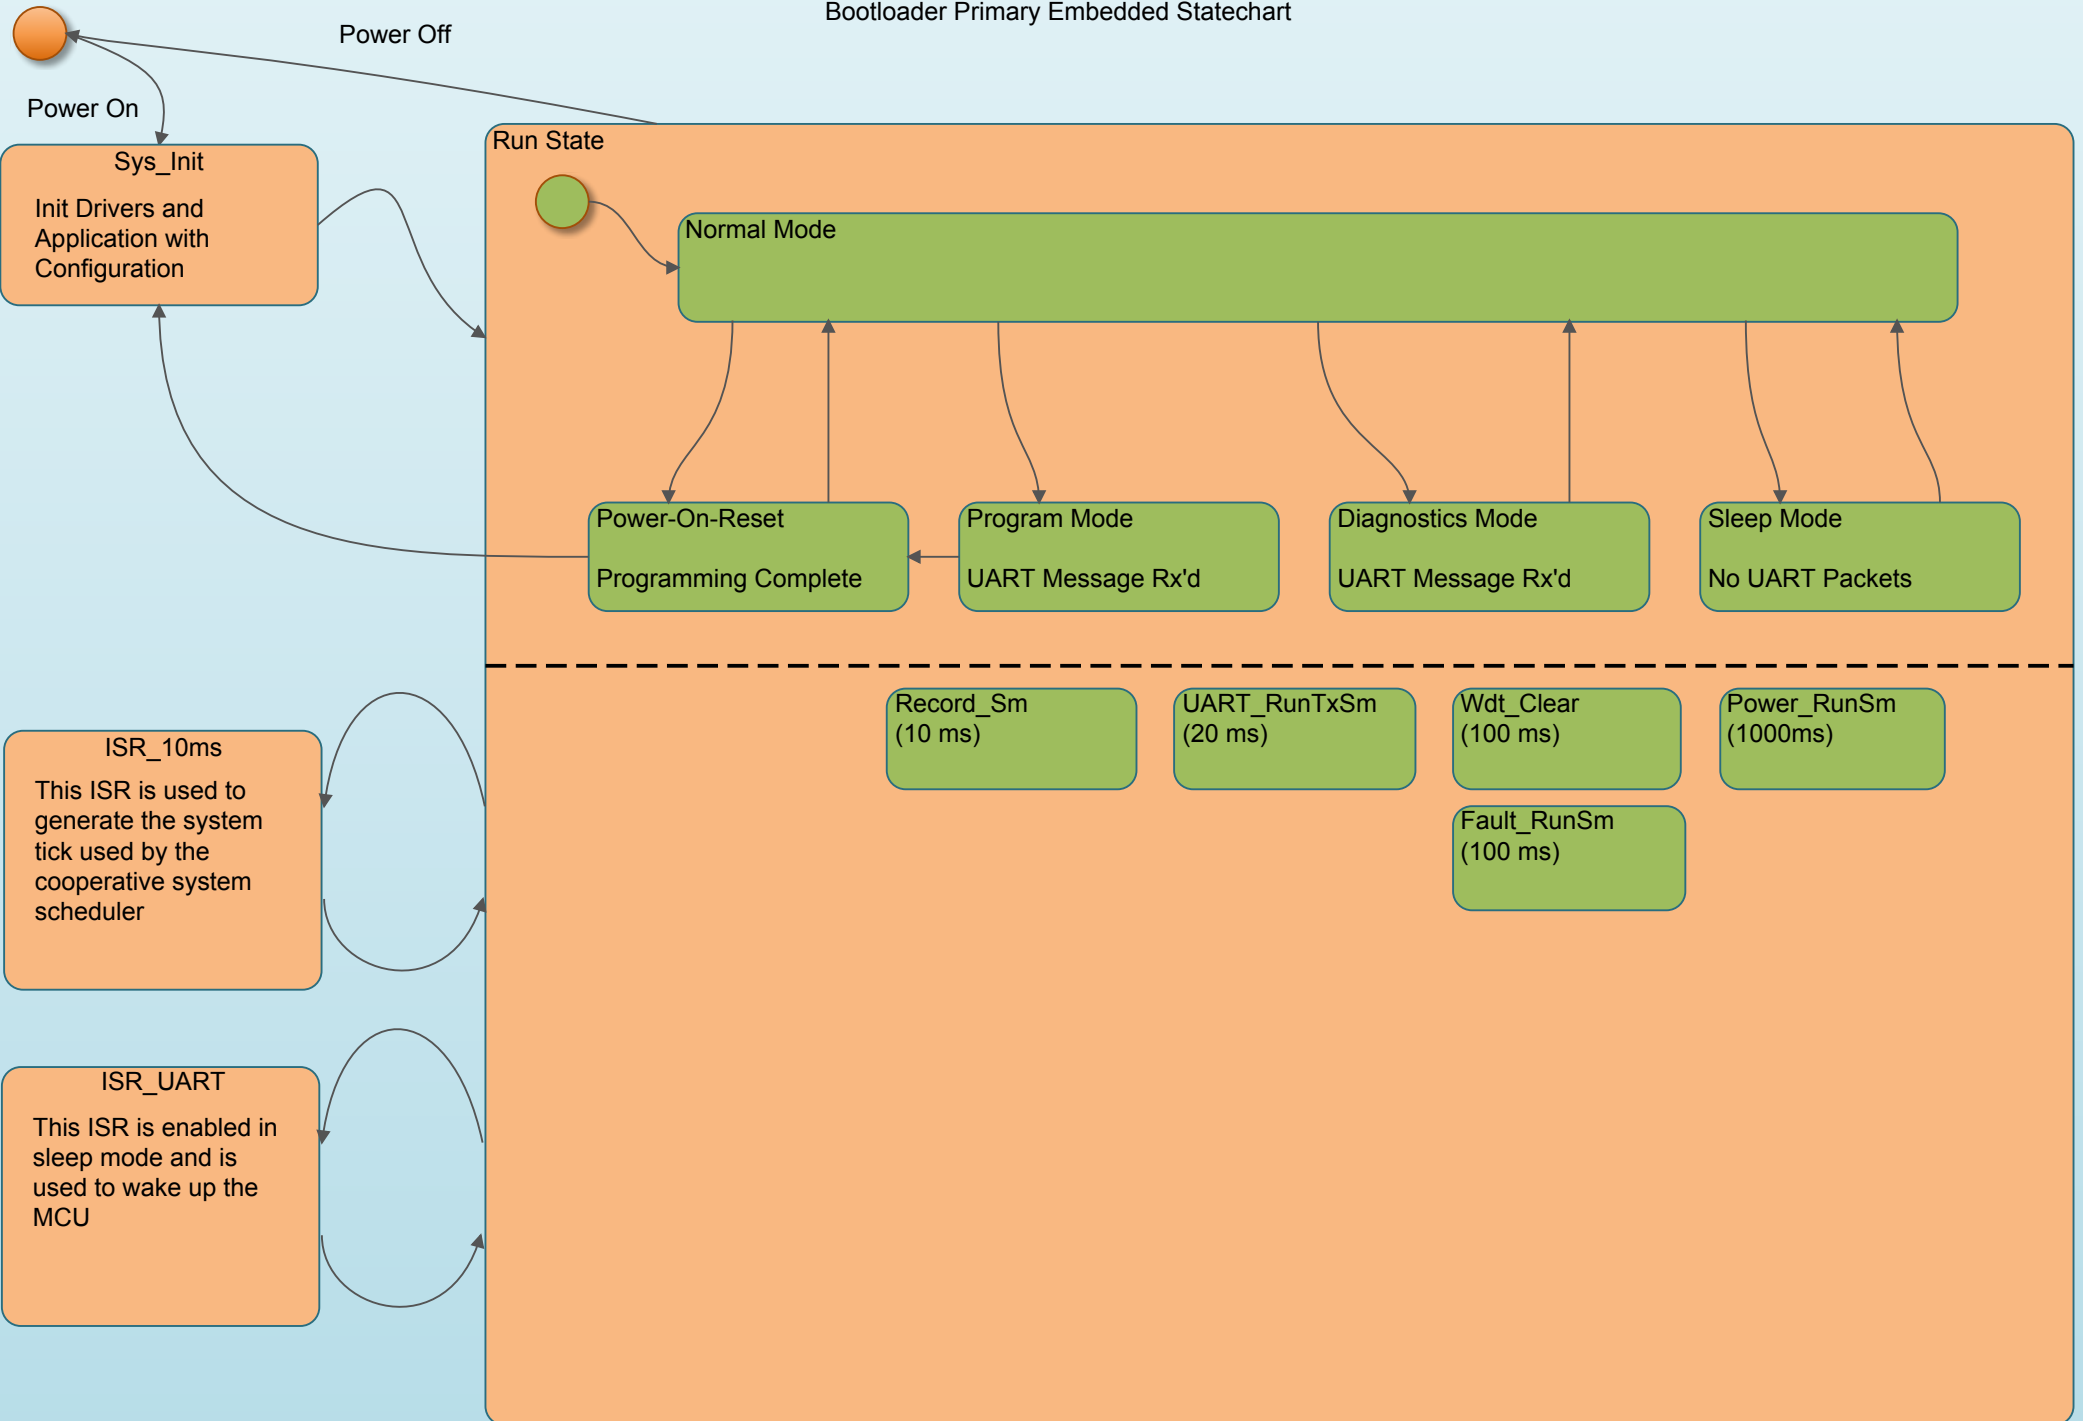 Bootloader Primary Embedded Statechart
Power Off
Power On
Sys_Init
Init Drivers and
Application with
Configuration
Run State
Normal Mode
Power-On-Reset
Programming Complete
Program Mode
UART Message Rx'd
Diagnostics Mode
UART Message Rx'd
Sleep Mode
No UART Packets
Record_Sm
(10 ms)
UART_RunTxSm
(20 ms)
Wdt_Clear
(100 ms)
Power_RunSm
(1000ms)
Fault_RunSm
(100 ms)
ISR_10ms
This ISR is used to
generate the system
tick used by the
cooperative system
scheduler
ISR_UART
This ISR is enabled in
sleep mode and is
used to wake up the
MCU